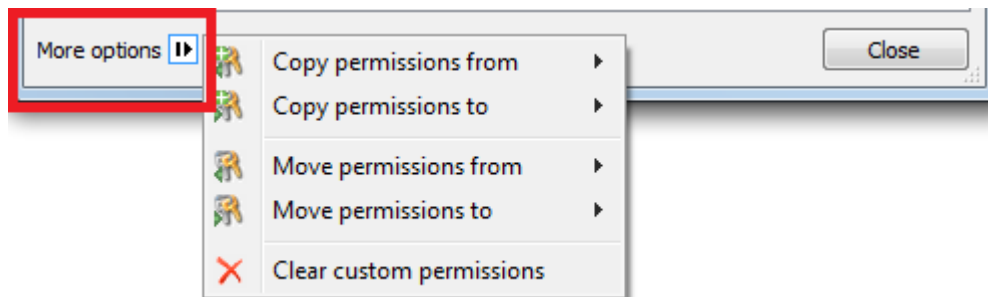 More options
Close
Copy permissions from
Copy permissions to
Move permissions from
Move permissions to
Clear custom permissions